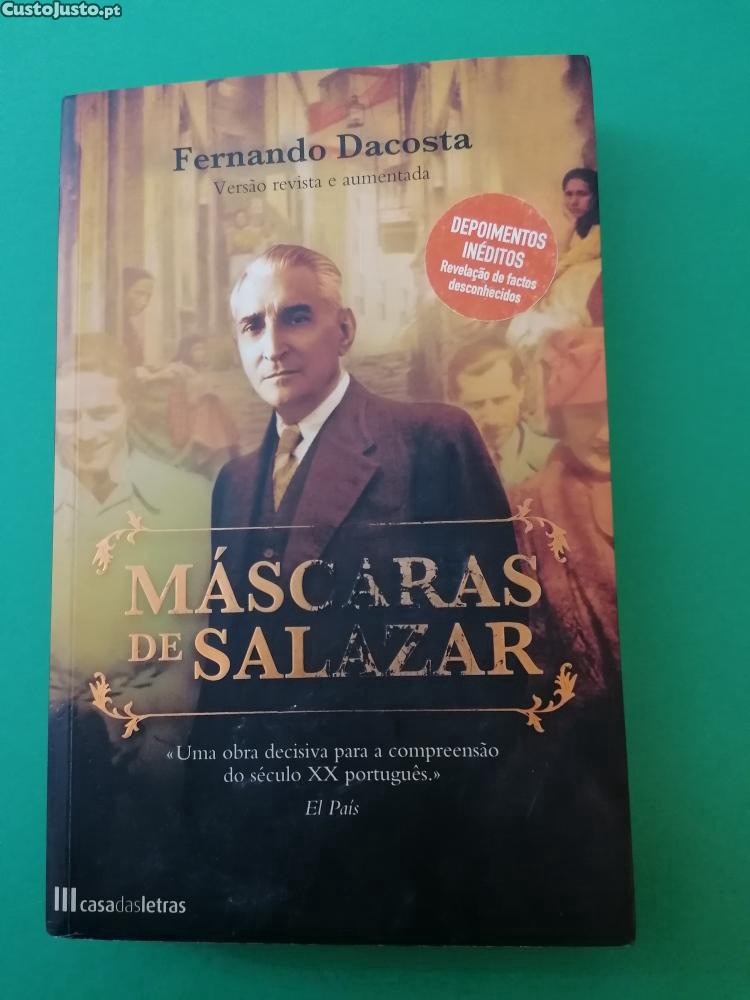 CustoJusto.pt
Fernando Dacosta
Versão revista e aumentada
DEPOIMENTOS
INÉDITOS
Revelação de factos
desconhecidos
MÁSCARAS
DE SALAZAR
«Uma obra decisiva para a compreensão
do século XX português.»
El País
casadasletras